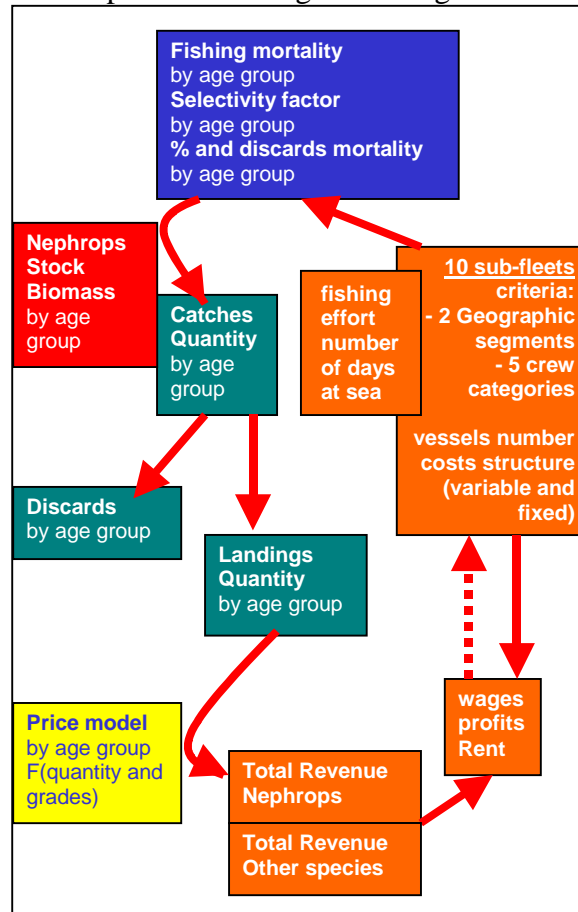 Fishing mortality
by age group
Selectivity factor
by age group
% and discards mortality
by age group
Nephrops
Stock
Biomass
by age
group
Catches
Quantity
by age
group
fishing
effort
number
of days
at sea
10 sub-fleets
criteria:
- 2 Geographic
segments
- 5 crew
categories
vessels number
costs structure
(variable and
fixed)
Discards
by age group
Landings
Quantity
by age group
Price model
by age group
F(quantity and
grades)
Total Revenue
Nephrops
Total Revenue
Other species
wages
profits
Rent